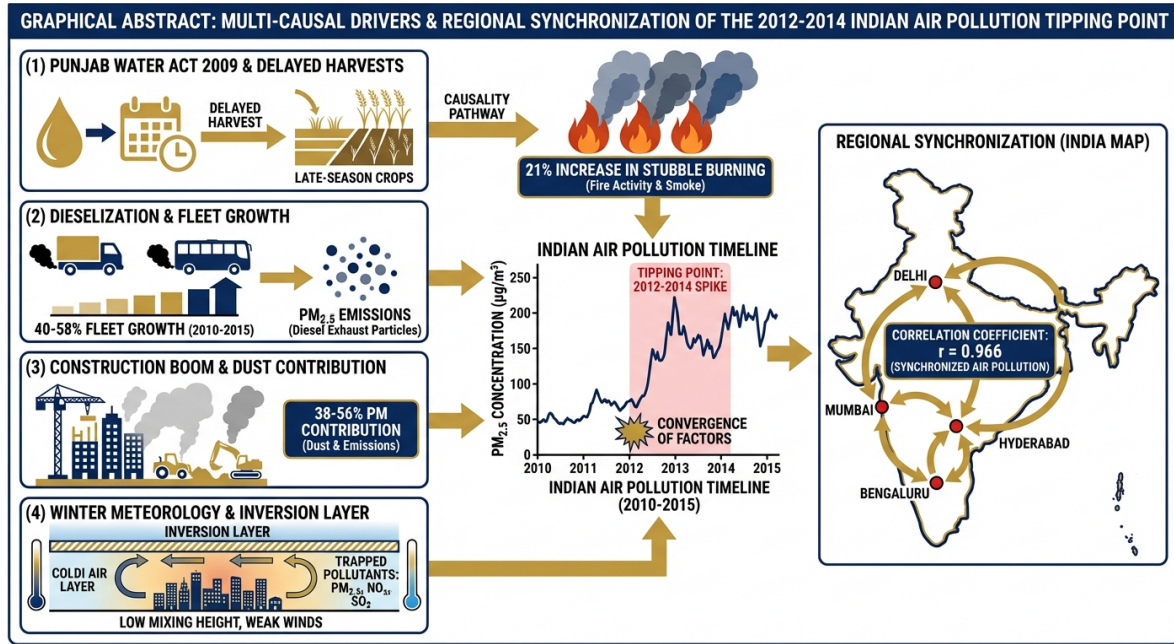 GRAPHICAL ABSTRACT: MULTI-CAUSAL DRIVERS & REGIONAL SYNCHRONIZATION OF THE 2012-2014 INDIAN AIR POLLUTION TIPPING POINT
(1) PUNJAB WATER ACT 2009 & DELAYED HARVESTS
DELAYED
HARVEST
LATE-SEASON CROPS
CAUSALITY
PATHWAY
21% INCREASE IN STUBBLE BURNING
(Fire Activity & Smoke)
(2) DIESELIZATION & FLEET GROWTH
40-58% FLEET GROWTH (2010-2015)
PM2.5 EMISSIONS
(Diesel Exhaust Particles)
(3) CONSTRUCTION BOOM & DUST CONTRIBUTION
38-56% PM
CONTRIBUTION
(Dust & Emissions)
(4) WINTER METEOROLOGY & INVERSION LAYER
INVERSION LAYER
COLDI AIR
LAYER
TRAPPED
POLLUTANTS:
PM2.5s NO3s-
SO2
LOW MIXING HEIGHT, WEAK WINDS
INDIAN AIR POLLUTION TIMELINE
PM2.5 CONCENTRATION (µg/m³)
250
200
150
100
50
0
TIPPING POINT:
2012-2014 SPIKE
CONVERGENCE
OF FACTORS
2010 2011 2012 2013 2014 2015
INDIAN AIR POLLUTION TIMELINE
(2010-2015)
REGIONAL SYNCHRONIZATION (INDIA MAP)
DELHI
CORRELATION COEFFICIENT:
r = 0.966
(SYNCHRONIZED AIR POLLUTION)
MUMBAI
HYDERABAD
BENGALURU